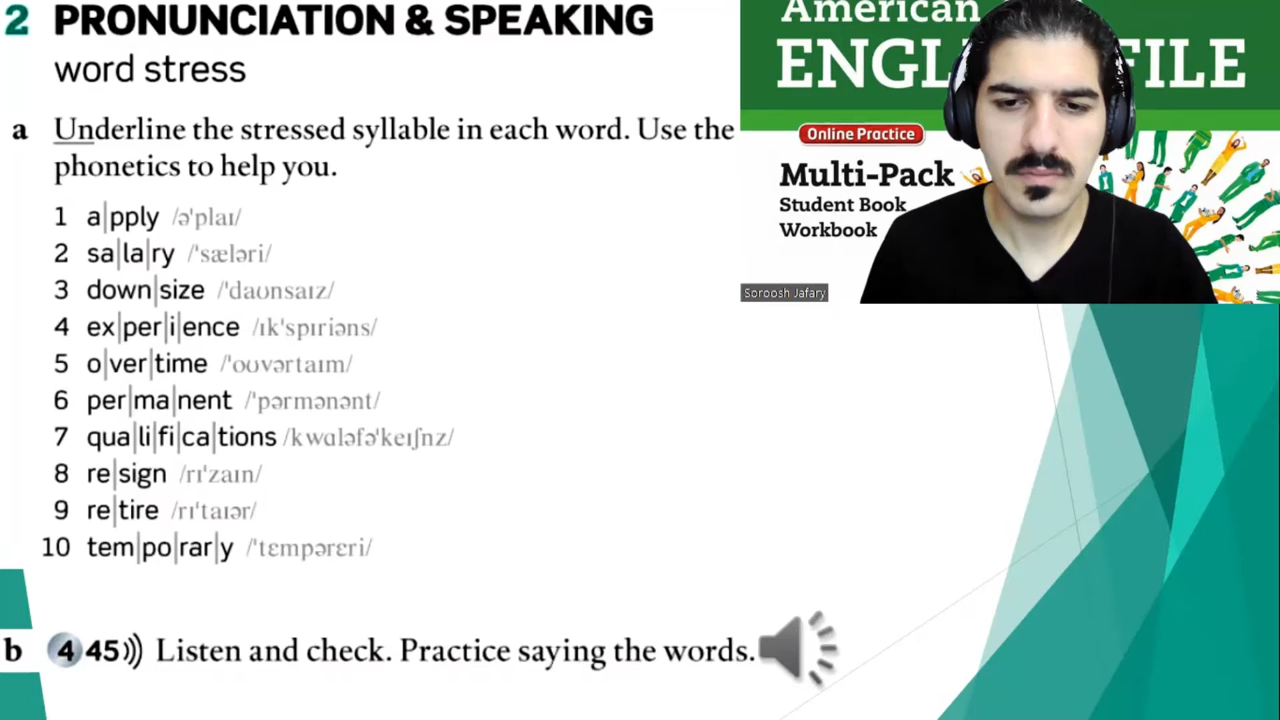 2 PRONUNCIATION & SPEAKING
word stress
a Underline the stressed syllable in each word. Use the
phonetics to help you.
1 a|pply /əˈplaɪ/
2 sa|la|ry /ˈsæləri/
3 down|size /ˈdaʊnsaɪz/
4 ex|per|i|ence /ɪkˈspɪriəns/
5 o|ver|time /ˈoʊvərtaɪm/
6 per|ma|nent /ˈpərmənənt/
7 qua|li|fi|ca|tions /kwɑləfəˈkeɪʃnz/
8 re|sign /rɪˈzaɪn/
9 re|tire /rɪˈtaɪər/
10 tem|po|rar|y /ˈtɛmpərɛri/
b 4 45))) Listen and check. Practice saying the words.
American
ENGL FILE
Online Practice
Multi-Pack
Student Book
Workbook
Soroosh Jafary